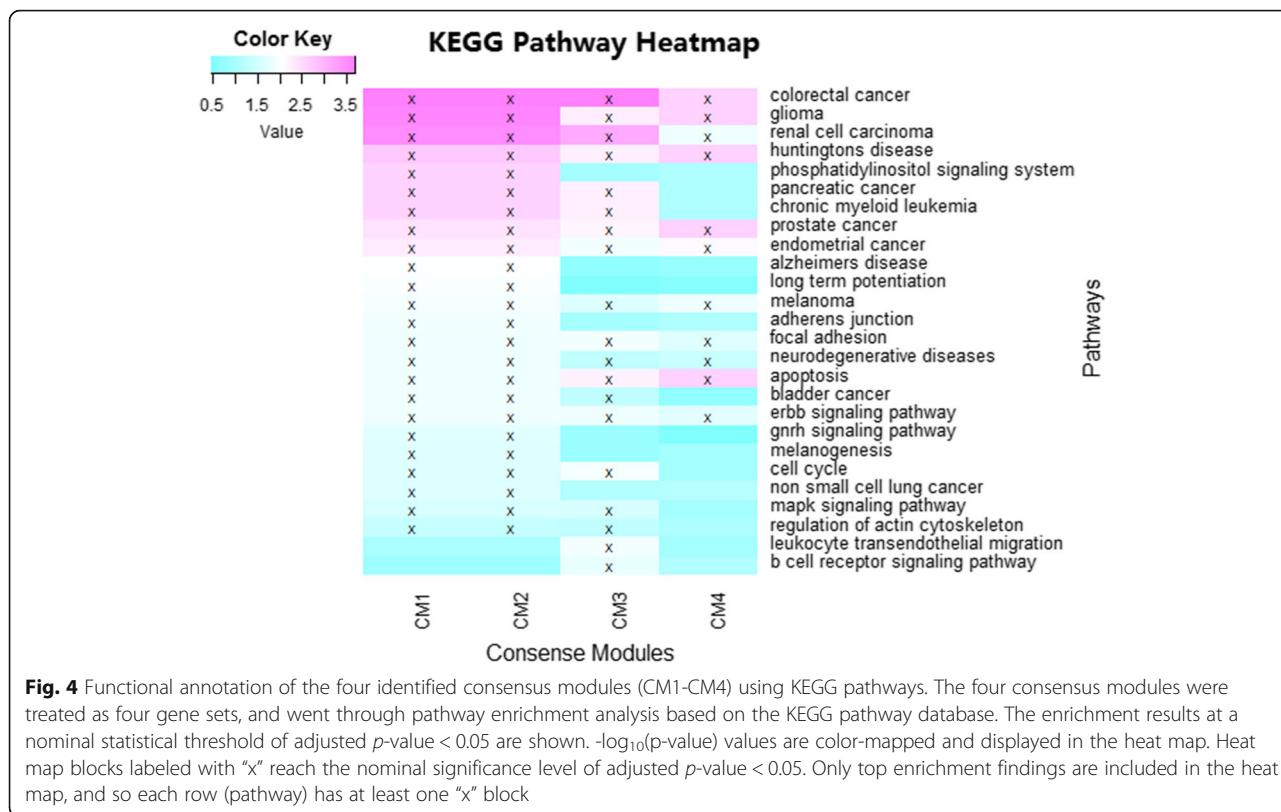 Color Key
0.5 1.5 2.5 3.5
Value
KEGG Pathway Heatmap
x x x x colorectal cancer
x x x x glioma
x x x x renal cell carcinoma
x x x x huntingtons disease
x x phosphatidylinositol signaling system
x x x pancreatic cancer
x x x chronic myeloid leukemia
x x x x prostate cancer
x x x x endometrial cancer
x x alzheimers disease
x x long term potentiation
x x x x melanoma
x x adherens junction
x x x x focal adhesion
x x x x neurodegenerative diseases
x x x x apoptosis
x x x bladder cancer
x x x x erbb signaling pathway
x x gnrh signaling pathway
x x melanogenesis
x x x cell cycle
x x non small cell lung cancer
x x x mapk signaling pathway
x x x regulation of actin cytoskeleton
x leukocyte transendothelial migration
x b cell receptor signaling pathway
Pathways
CM1 CM2 CM3 CM4
Consense Modules
Fig. 4 Functional annotation of the four identified consensus modules (CM1-CM4) using KEGG pathways. The four consensus modules were
treated as four gene sets, and went through pathway enrichment analysis based on the KEGG pathway database. The enrichment results at a
nominal statistical threshold of adjusted p-value < 0.05 are shown. -log₁₀(p-value) values are color-mapped and displayed in the heat map. Heat
map blocks labeled with “x” reach the nominal significance level of adjusted p-value < 0.05. Only top enrichment findings are included in the heat
map, and so each row (pathway) has at least one “x” block